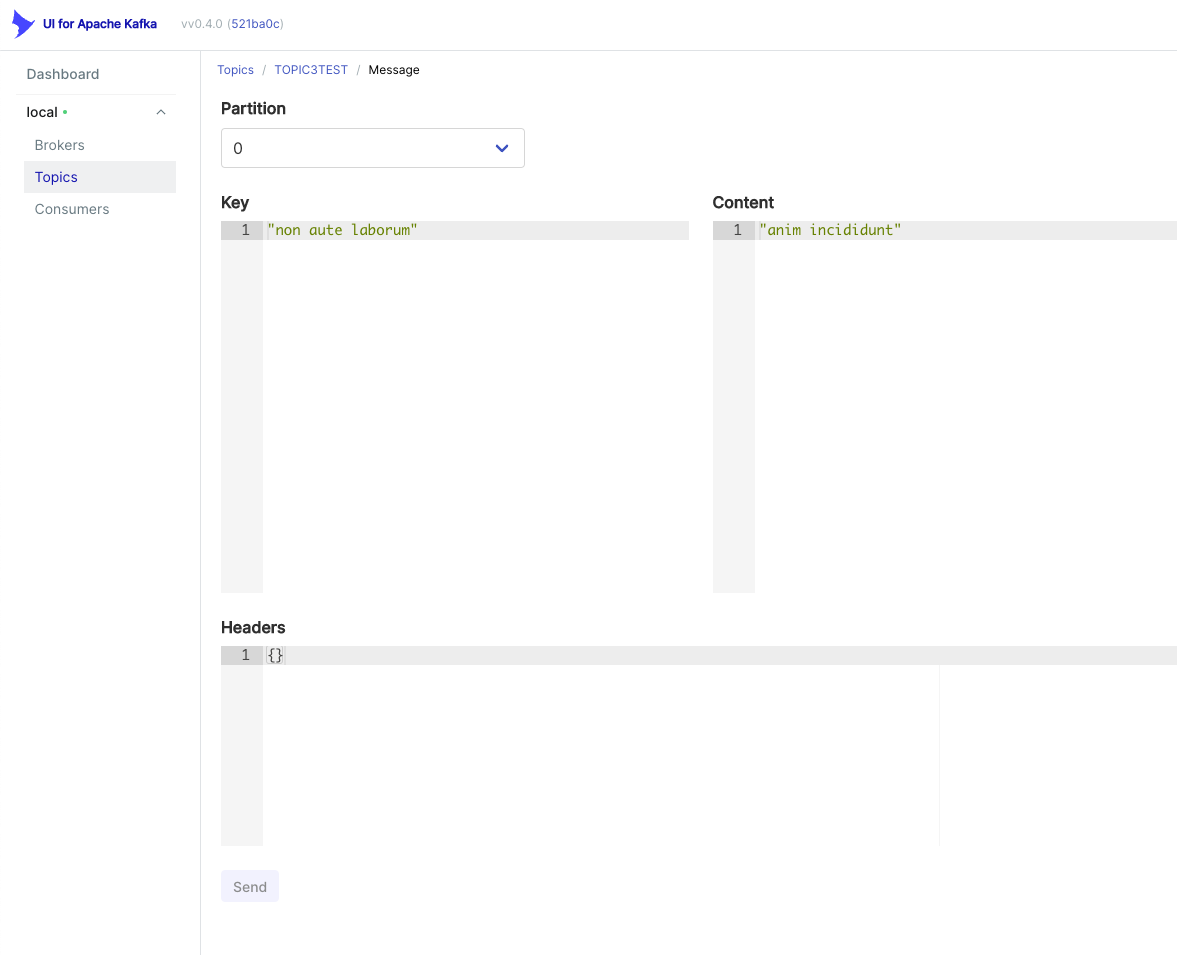 UI for Apache Kafka vv0.4.0 (521ba0c)
Dashboard
local
Brokers
Topics
Consumers
Topics / TOPIC3TEST / Message
Partition
0
Key
1 "non aute laborum"
Content
1 "anim incididunt"
Headers
1 {}
Send